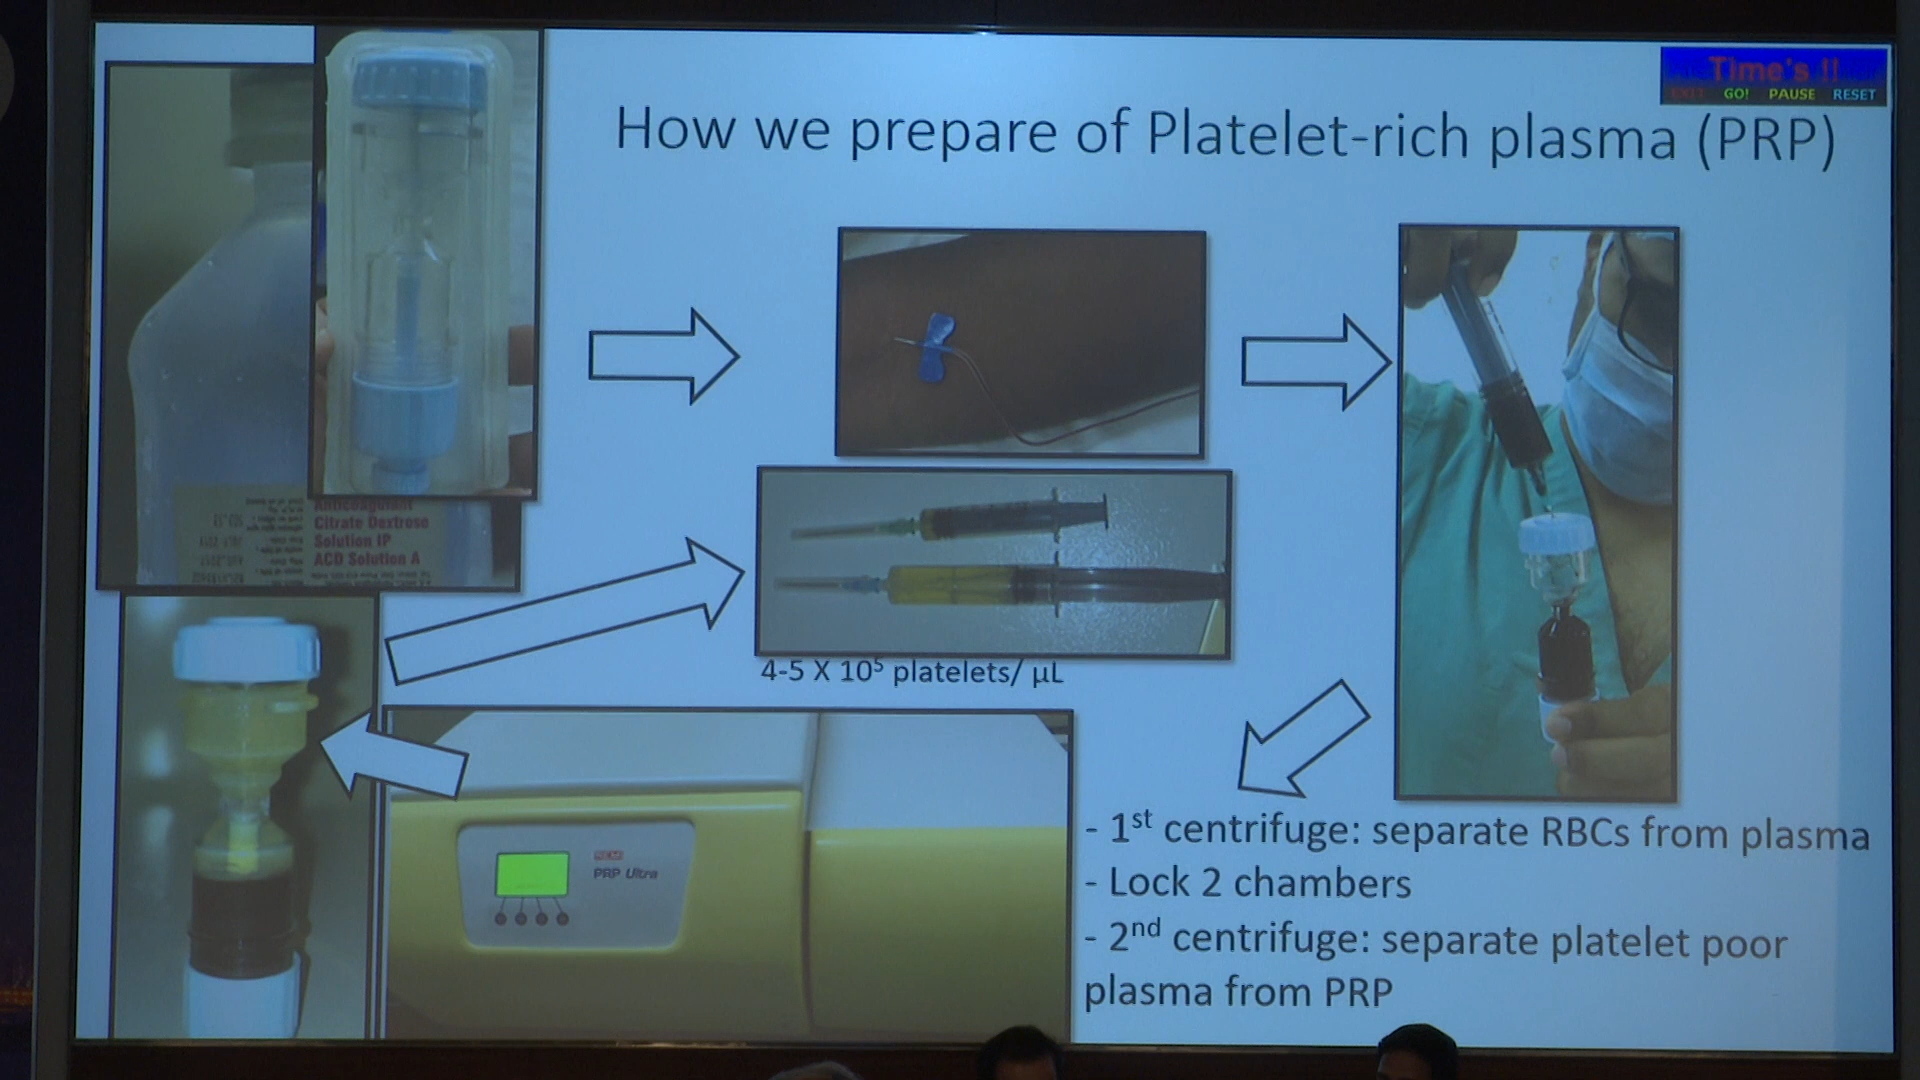 Time's !!
EXIT GO! PAUSE RESET
How we prepare of Platelet-rich plasma (PRP)
Anticoagulant
Citrate Dextrose
Solution IP
ACD Solution A
4-5 X 10⁵ platelets/ µL
REMI
PRP Ultra
- 1st centrifuge: separate RBCs from plasma
- Lock 2 chambers
- 2nd centrifuge: separate platelet poor
plasma from PRP